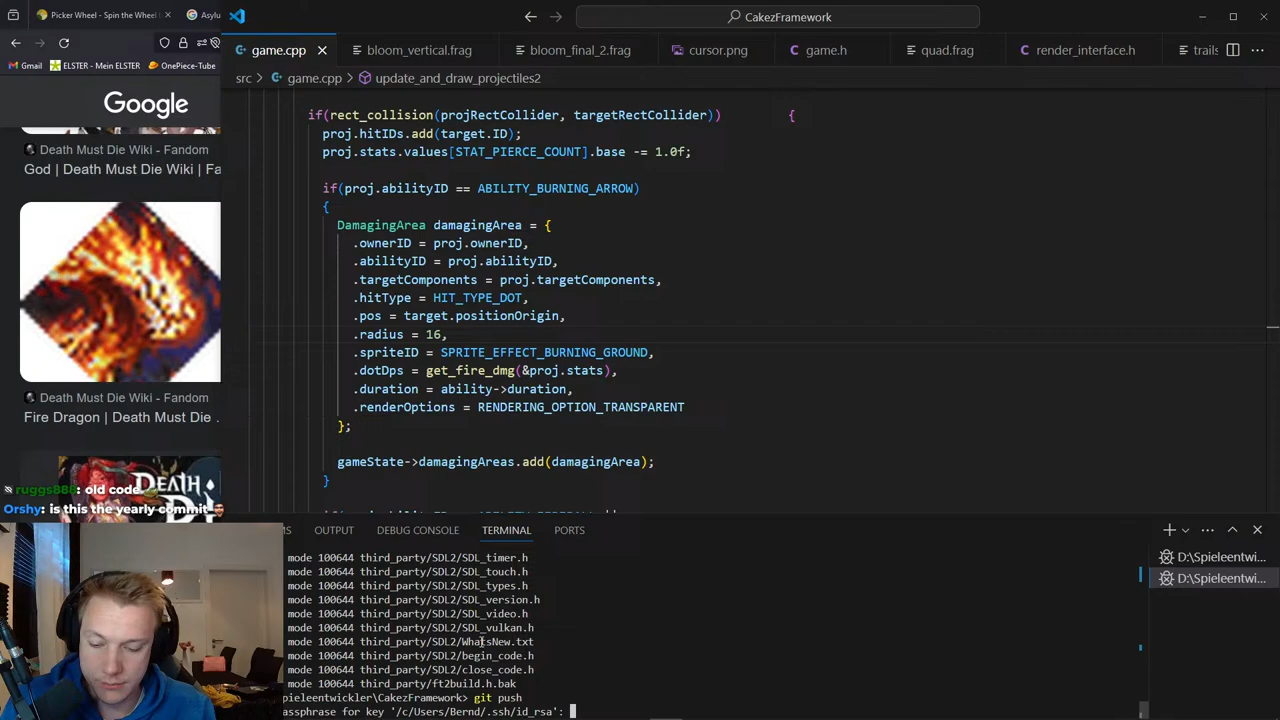 Picker Wheel - Spin the Wheel
Asylu
CakezFramework
game.cpp
bloom_vertical.frag
bloom_final_2.frag
cursor.png
game.h
quad.frag
render_interface.h
trails
Gmail
ELSTER - Mein ELSTER
OnePiece-Tube
src > game.cpp > update_and_draw_projectiles2
Google
Death Must Die Wiki - Fandom
God | Death Must Die Wiki | Fa
Death Must Die Wiki - Fandom
Fire Dragon | Death Must Die .
DEATH
ruggs888: old code
Orshy: is this the yearly commit
if(rect_collision(projRectCollider, targetRectCollider)) {
proj.hitIDs.add(target.ID);
proj.stats.values[STAT_PIERCE_COUNT].base -= 1.0f;
if(proj.abilityID == ABILITY_BURNING_ARROW)
{
DamagingArea damagingArea = {
.ownerID = proj.ownerID,
.abilityID = proj.abilityID,
.targetComponents = proj.targetComponents,
.hitType = HIT_TYPE_DOT,
.pos = target.positionOrigin,
.radius = 16,
.spriteID = SPRITE_EFFECT_BURNING_GROUND,
.dotDps = get_fire_dmg(&proj.stats),
.duration = ability->duration,
.renderOptions = RENDERING_OPTION_TRANSPARENT
};
gameState->damagingAreas.add(damagingArea);
}
MS
OUTPUT
DEBUG CONSOLE
TERMINAL
PORTS
mode 100644 third_party/SDL2/SDL_timer.h
mode 100644 third_party/SDL2/SDL_touch.h
mode 100644 third_party/SDL2/SDL_types.h
mode 100644 third_party/SDL2/SDL_version.h
mode 100644 third_party/SDL2/SDL_video.h
mode 100644 third_party/SDL2/SDL_vulkan.h
mode 100644 third_party/SDL2/WhatsNew.txt
mode 100644 third_party/SDL2/begin_code.h
mode 100644 third_party/SDL2/close_code.h
mode 100644 third_party/ft2build.h.bak
pieleentwickler\CakezFramework> git push
assphrase for key '/c/Users/Bernd/.ssh/id_rsa':
D:\Spieleentwi...
D:\Spieleentwi...